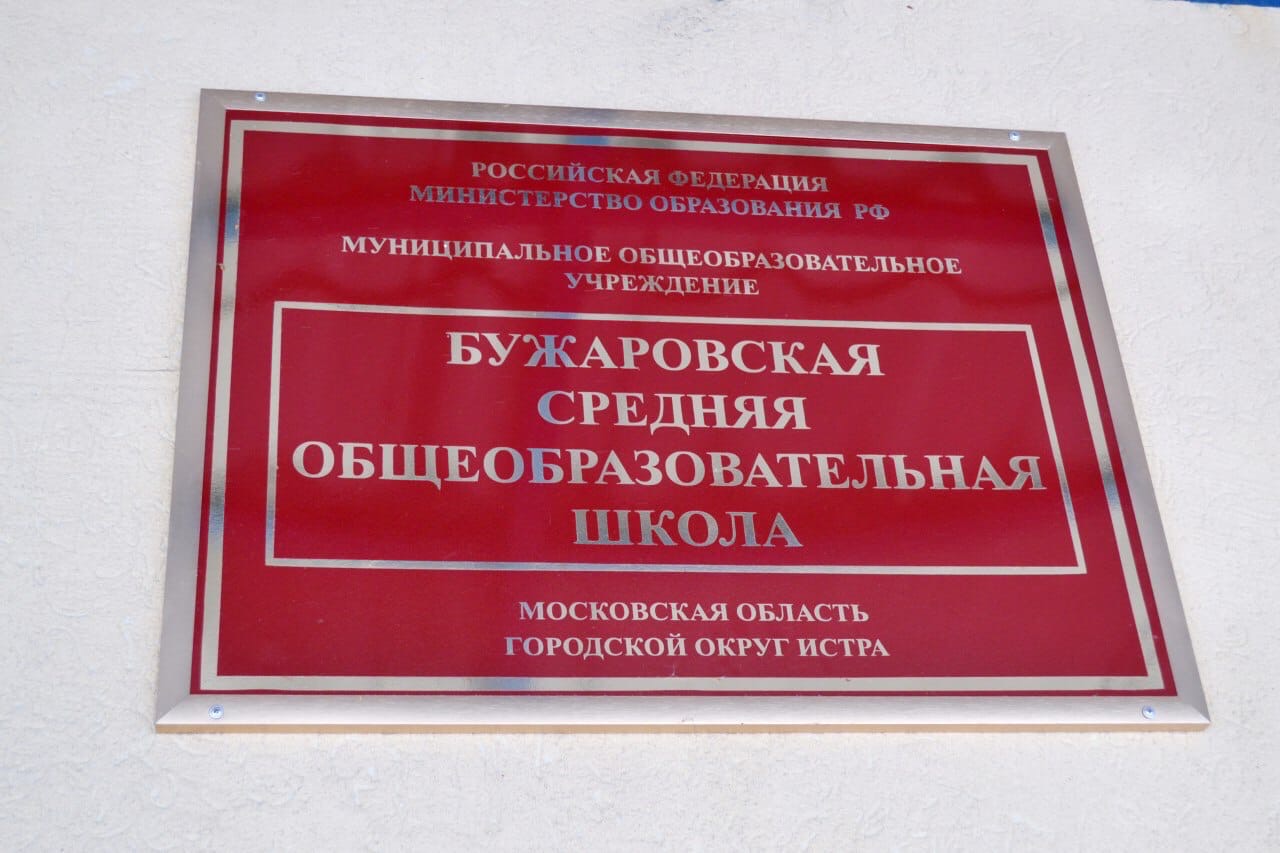 РОССИЙСКАЯ ФЕДЕРАЦИЯ
МИНИСТЕРСТВО ОБРАЗОВАНИЯ РФ
МУНИЦИПАЛЬНОЕ ОБЩЕОБРАЗОВАТЕЛЬНОЕ
УЧРЕЖДЕНИЕ
БУЖАРОВСКАЯ
СРЕДНЯЯ
ОБЩЕОБРАЗОВАТЕЛЬНАЯ
ШКОЛА
МОСКОВСКАЯ ОБЛАСТЬ
ГОРОДСКОЙ ОКРУГ ИСТРА